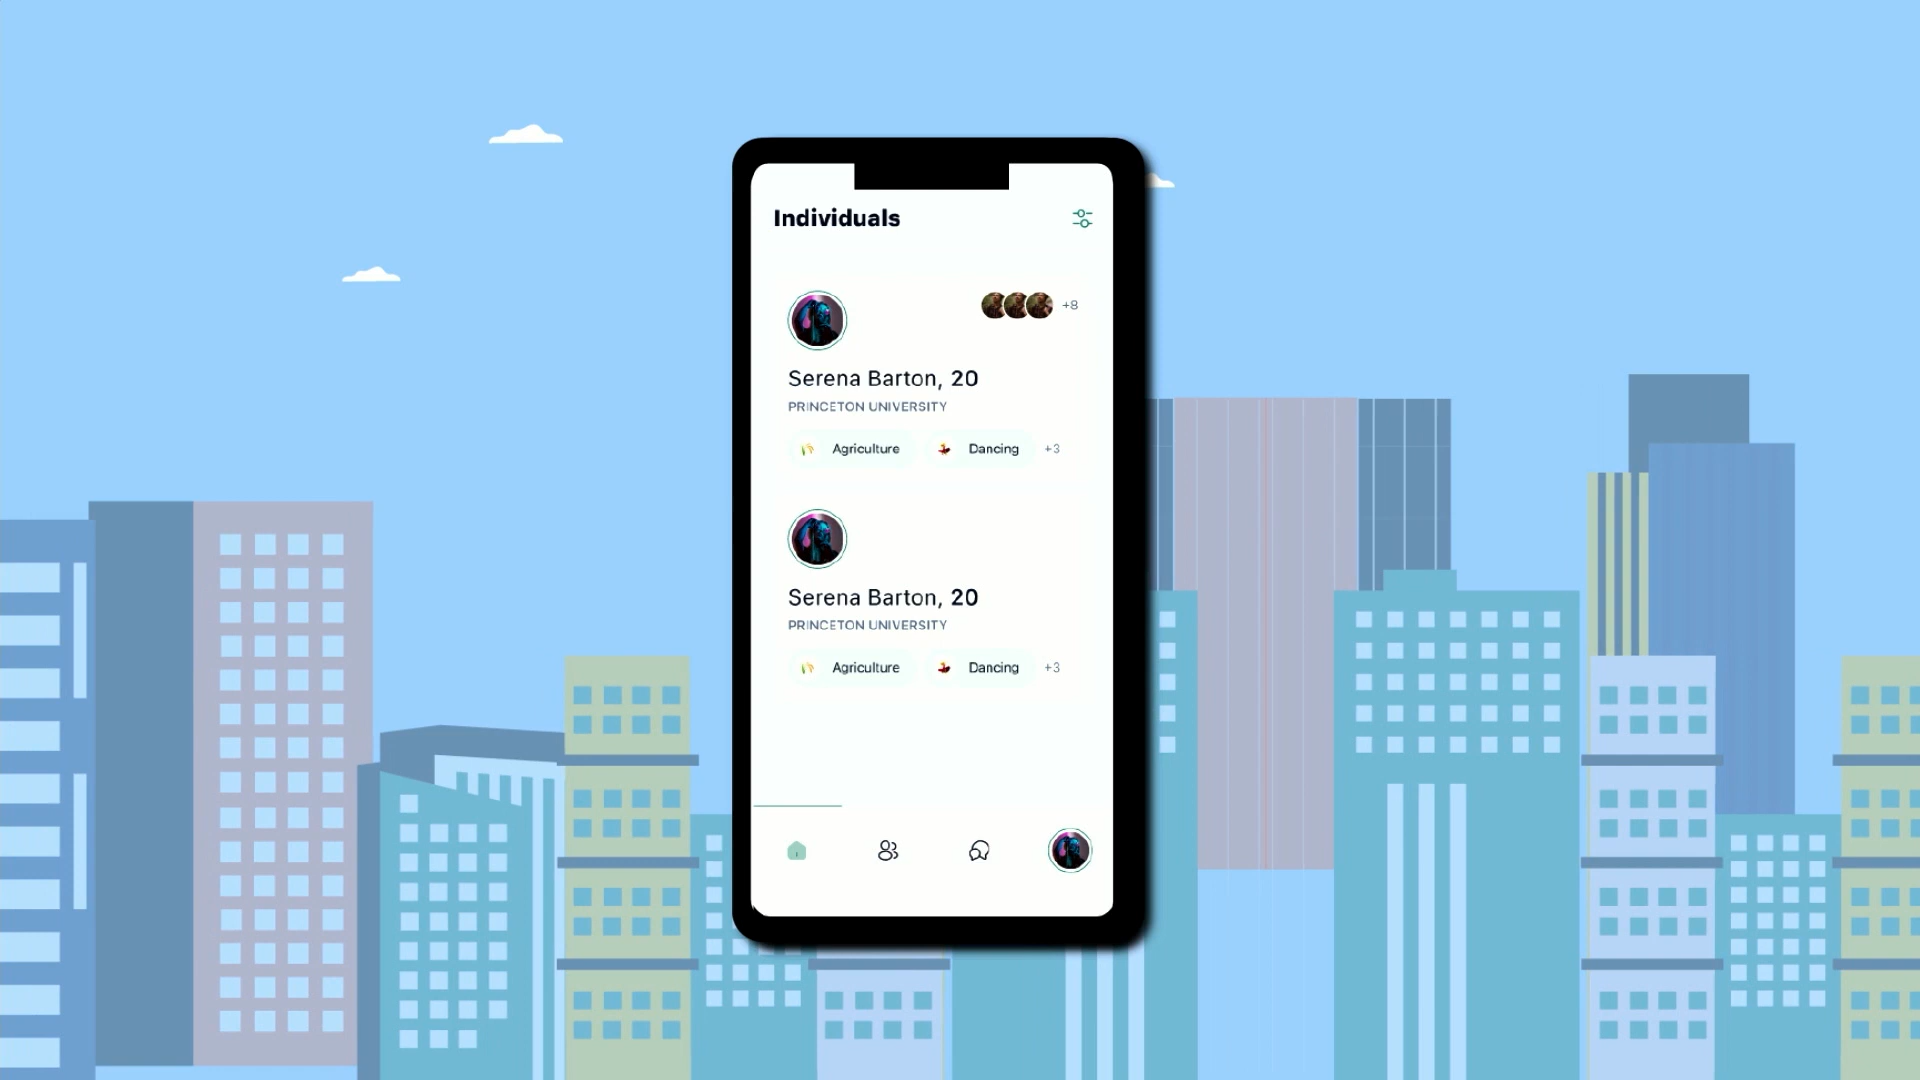 Individuals
+8
Serena Barton, 20
PRINCETON UNIVERSITY
Agriculture Dancing +3
Serena Barton, 20
PRINCETON UNIVERSITY
Agriculture Dancing +3